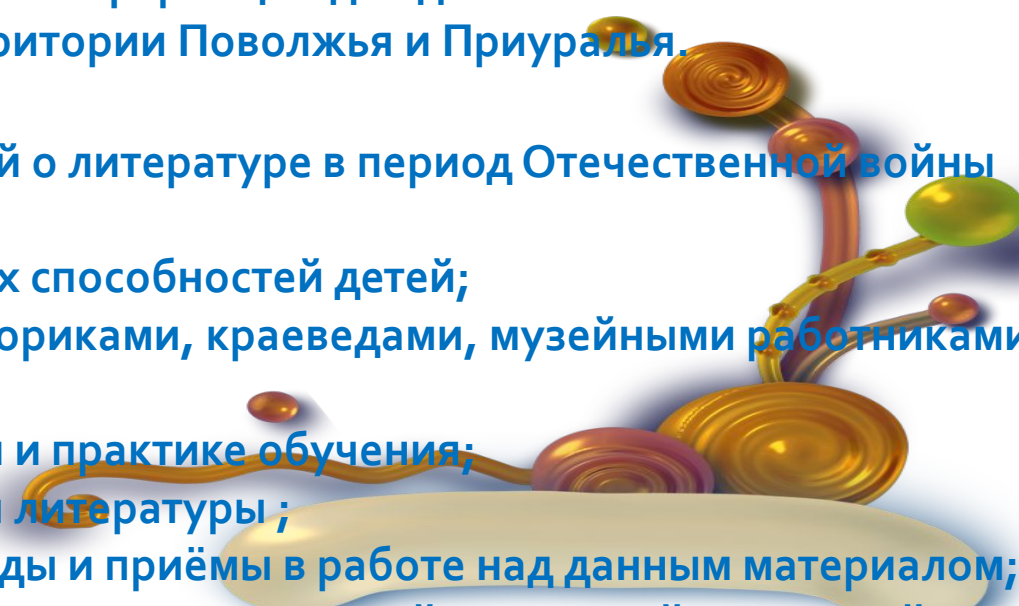 ритории Поволжья и Приуралья.
й о литературе в период Отечественной войны
х способностей детей;
ориками, краеведами, музейными работниками
и и практике обучения;
и литературы ;
ды и приёмы в работе над данным материалом;